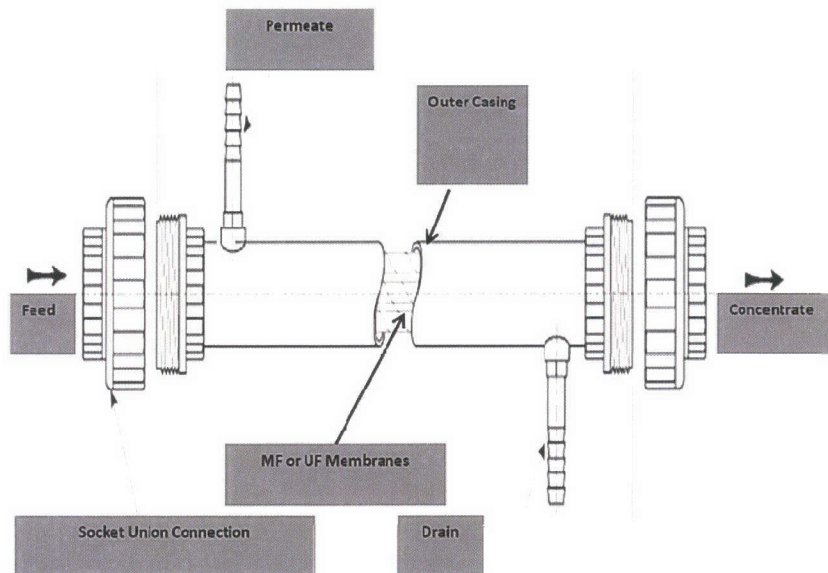 Permeate
Outer Casing
Feed
Concentrate
MF or UF Membranes
Socket Union Connection
Drain